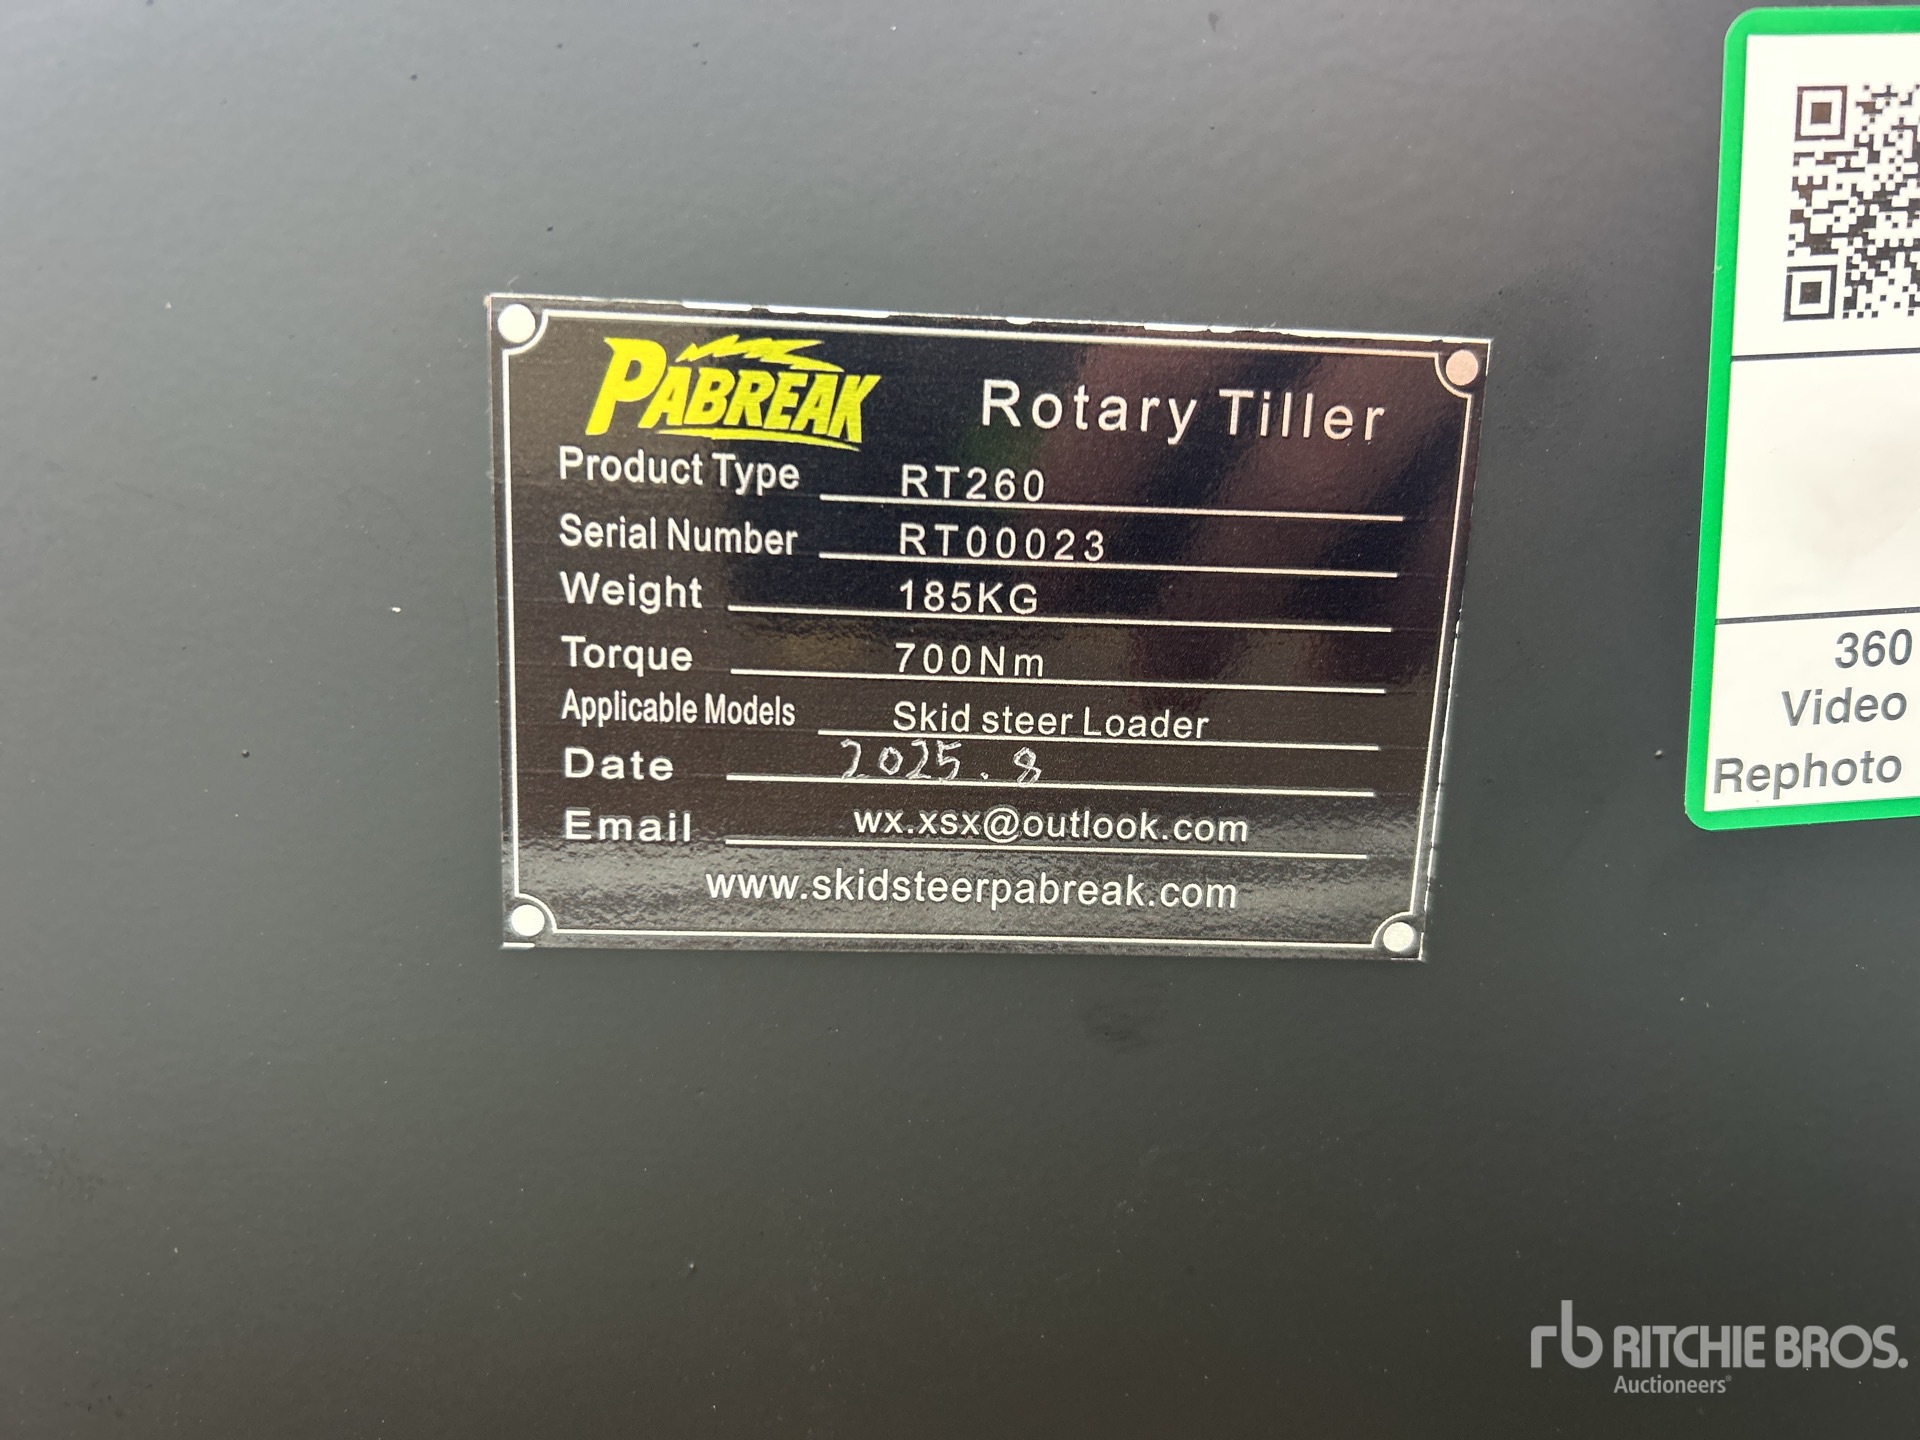 PABREAK Rotary Tiller
Product Type RT260
Serial Number RT00023
Weight 185KG
Torque 700Nm
Applicable Models Skid steer Loader
Date 2025.8
Email wx.xsx@outlook.com
www.skidsteerpabreak.com
360
Video
Rephoto
rb RITCHIE BROS.
Auctioneers